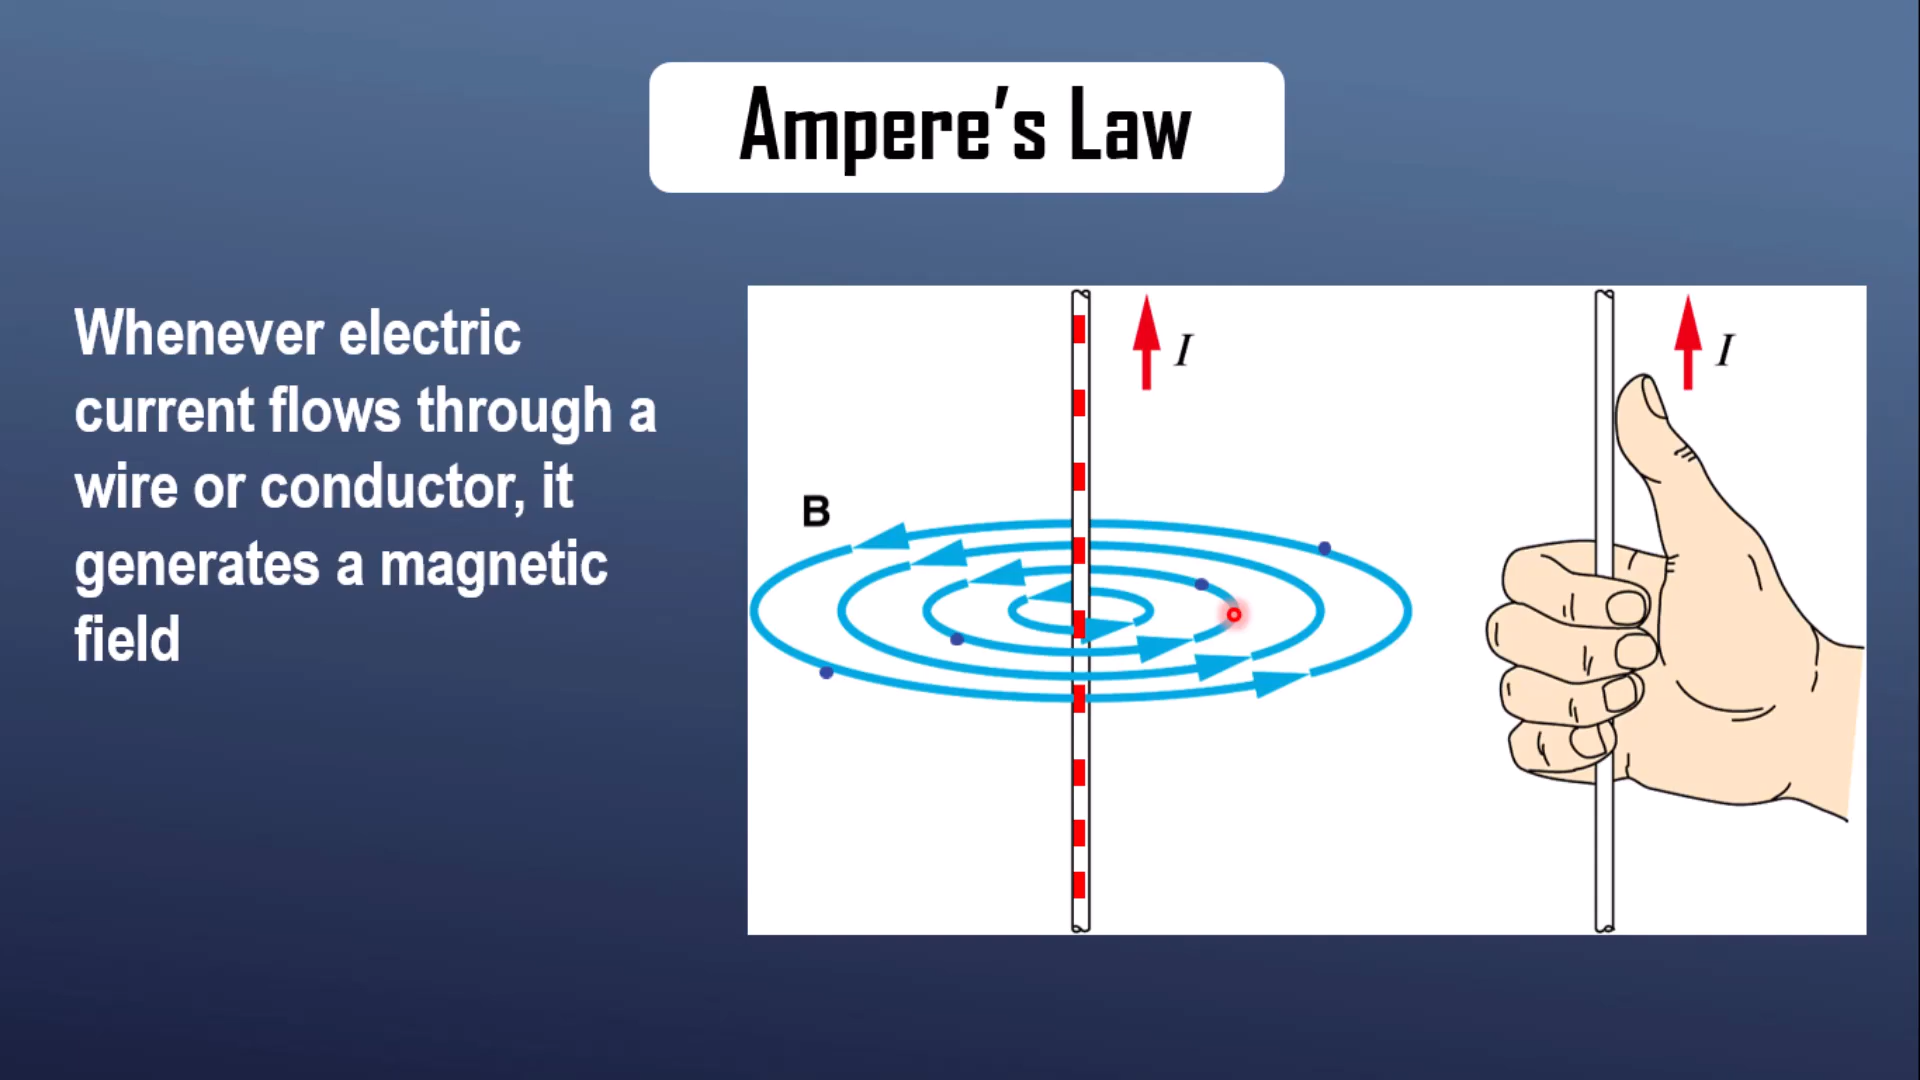 Ampere’s Law
Whenever electric
current flows through a
wire or conductor, it
generates a magnetic
field
I
I
B